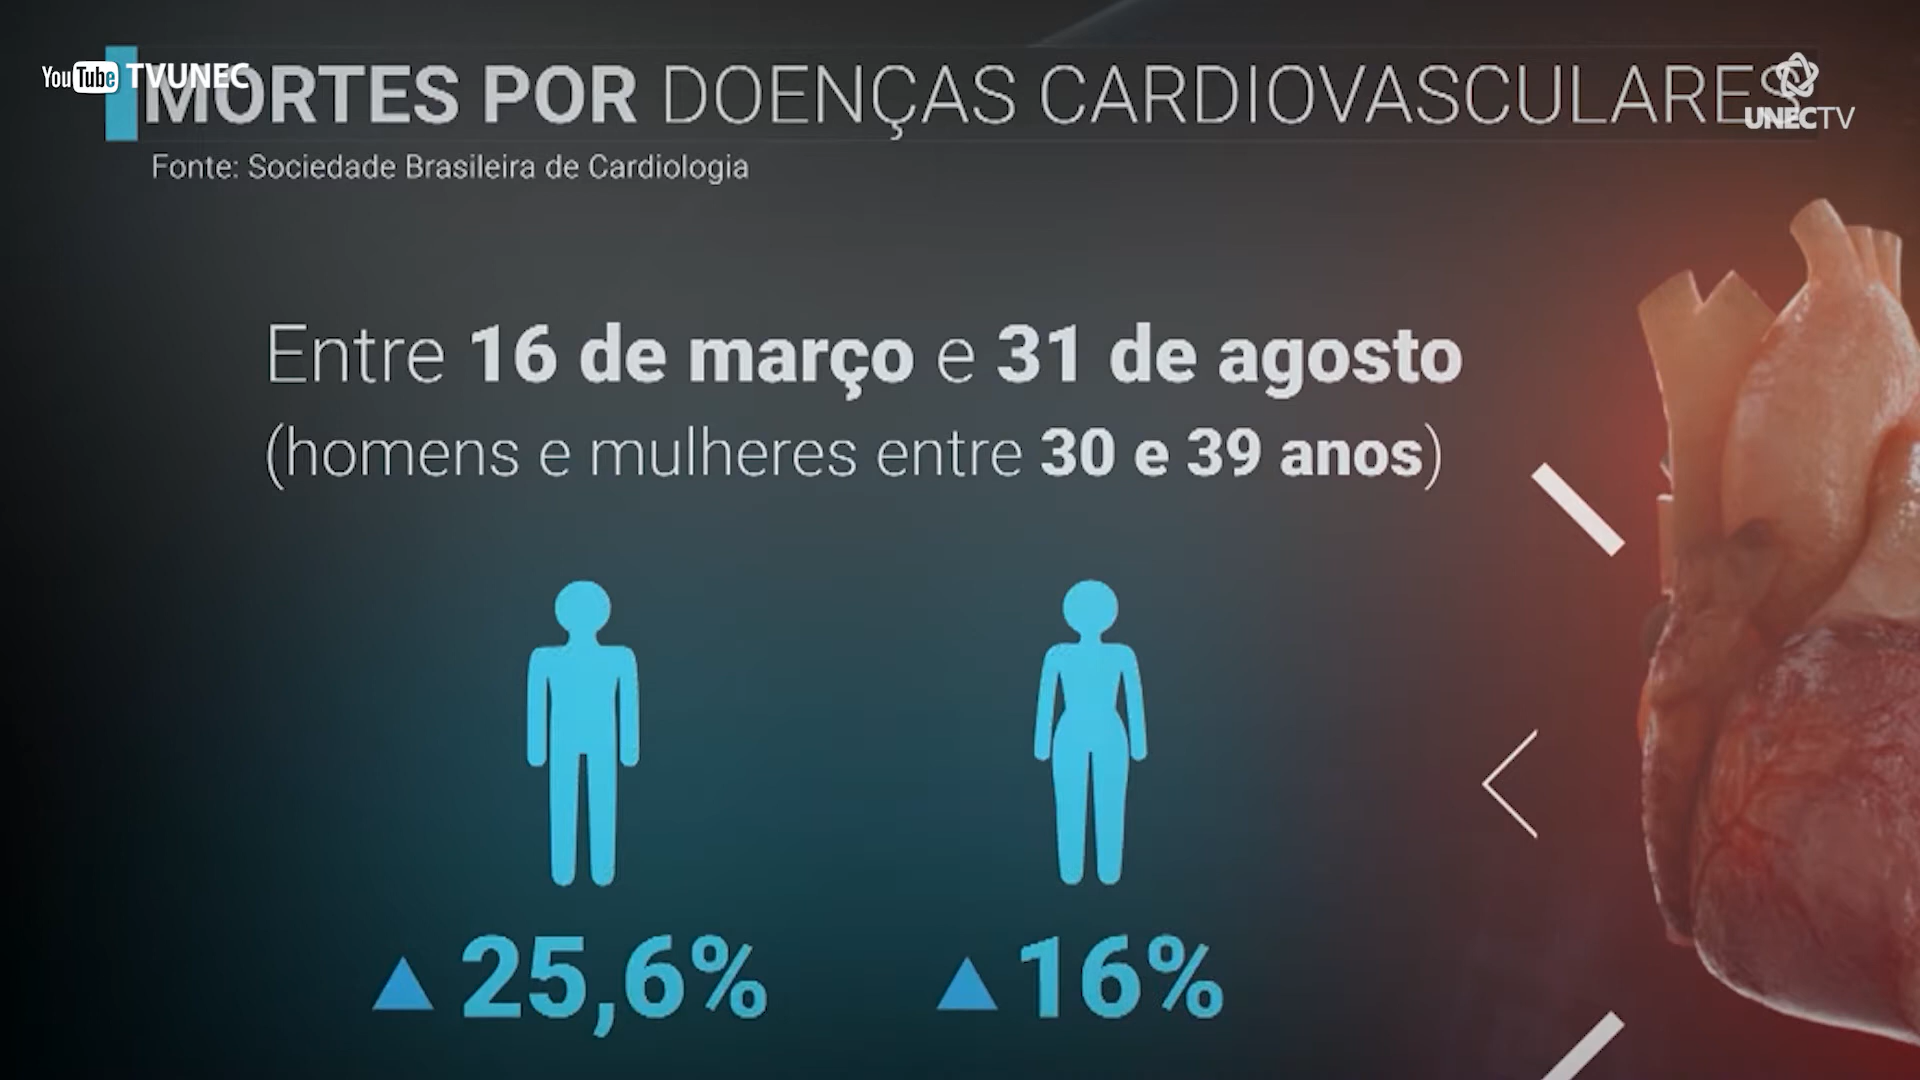 YouTube TVUNEC
MORTES POR DOENÇAS CARDIOVASCULARES
UNECTV
Fonte: Sociedade Brasileira de Cardiologia
Entre 16 de março e 31 de agosto
(homens e mulheres entre 30 e 39 anos)
▲ 25,6% ▲ 16%